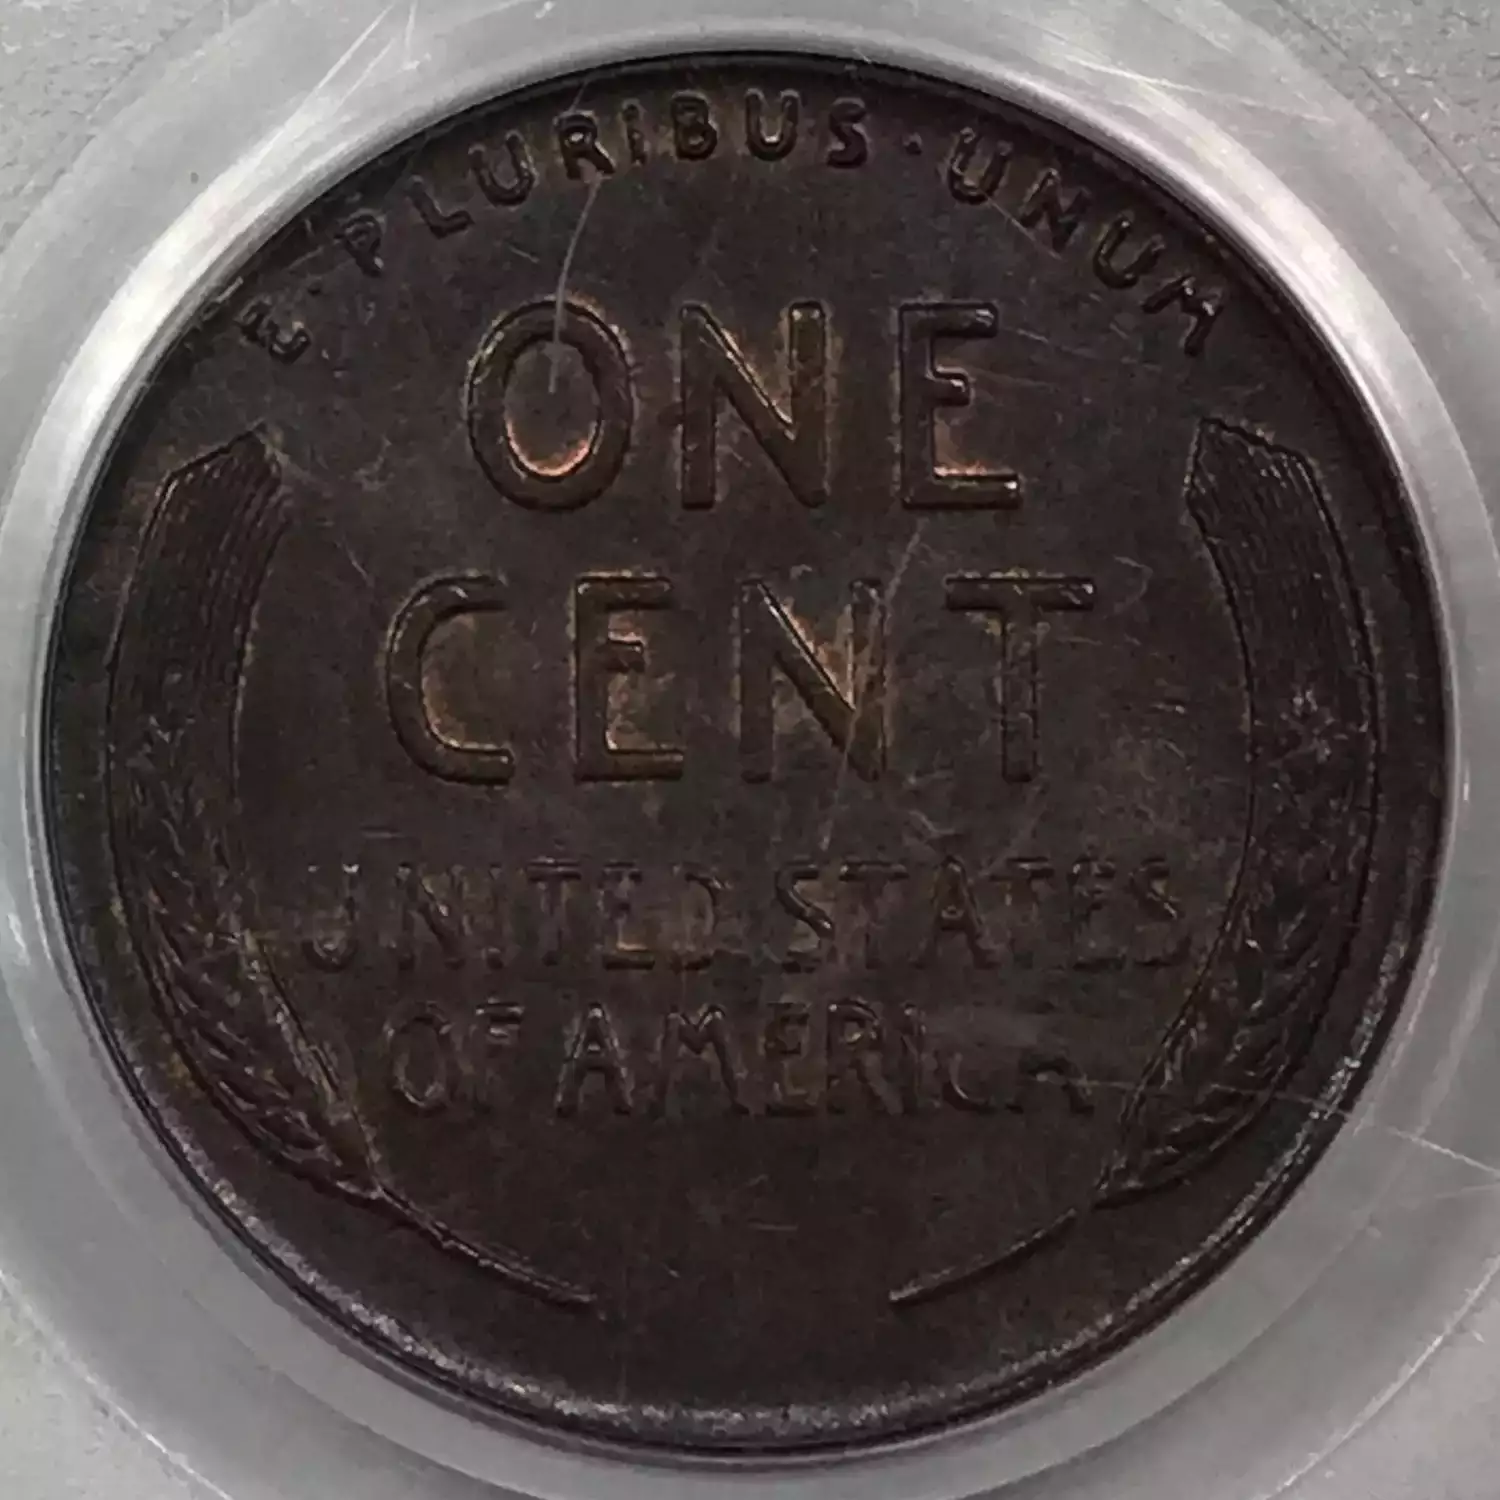 E·PLURIBUS·UNUM
ONE
CENT
UNITED STATES
OF AMERICA